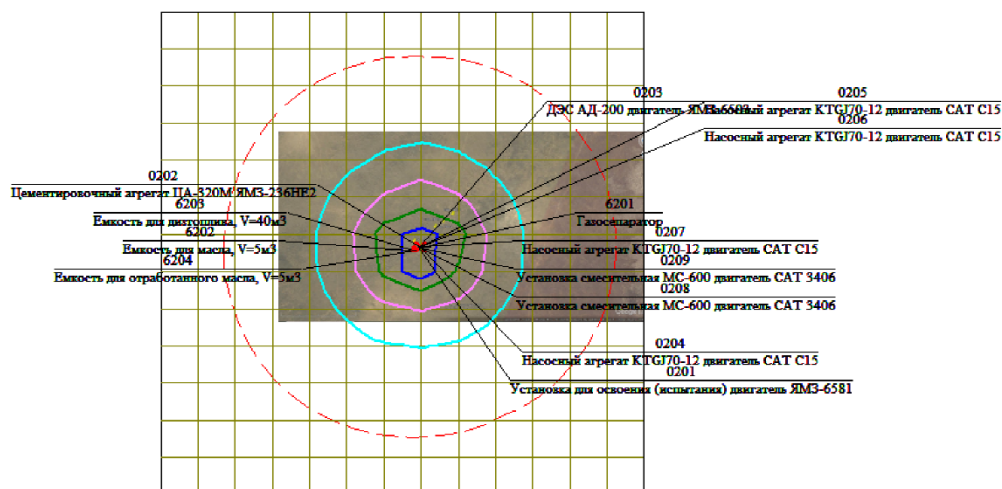 0203
ДЭС АД-200 двигатель ЯМЗ-6503
0205
Насосный агрегат KTGJ70-12 двигатель CAT C15
0206
Насосный агрегат KTGJ70-12 двигатель CAT C15
0202
Цементировочный агрегат ЦА-320М ЯМЗ-236НЕ2
6203
Емкость для дизтоплива, V=40м3
6201
Газосепаратор
6202
Емкость для масла, V=5м3
0207
Насосный агрегат KTGJ70-12 двигатель CAT C15
6204
Емкость для отработанного масла, V=5м3
0209
Установка смесительная МС-600 двигатель CAT 3406
0208
Установка смесительная МС-600 двигатель CAT 3406
0204
Насосный агрегат KTGJ70-12 двигатель CAT C15
0201
Установка для освоения (испытания) двигатель ЯМЗ-6581